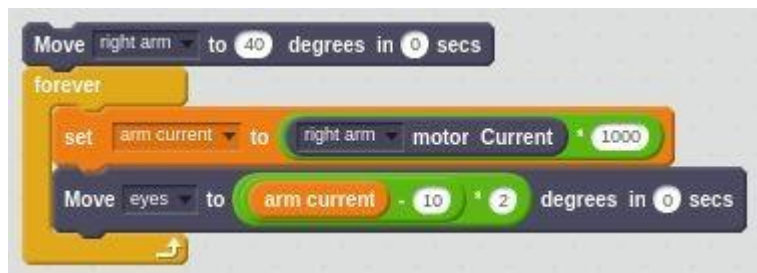 Move right arm to 40 degrees in 0 secs
forever
set arm current to right arm motor Current * 1000
Move eyes to arm current - 10 * 2 degrees in 0 secs